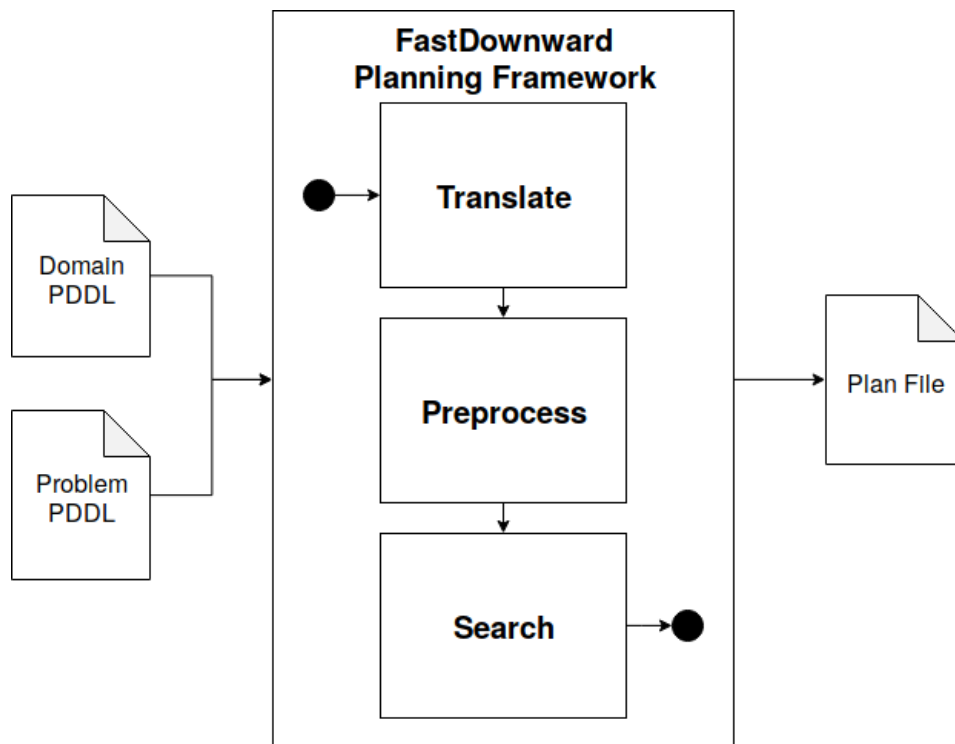 FastDownward
Planning Framework
Translate
Domain
PDDL
Preprocess
Plan File
Problem
PDDL
Search